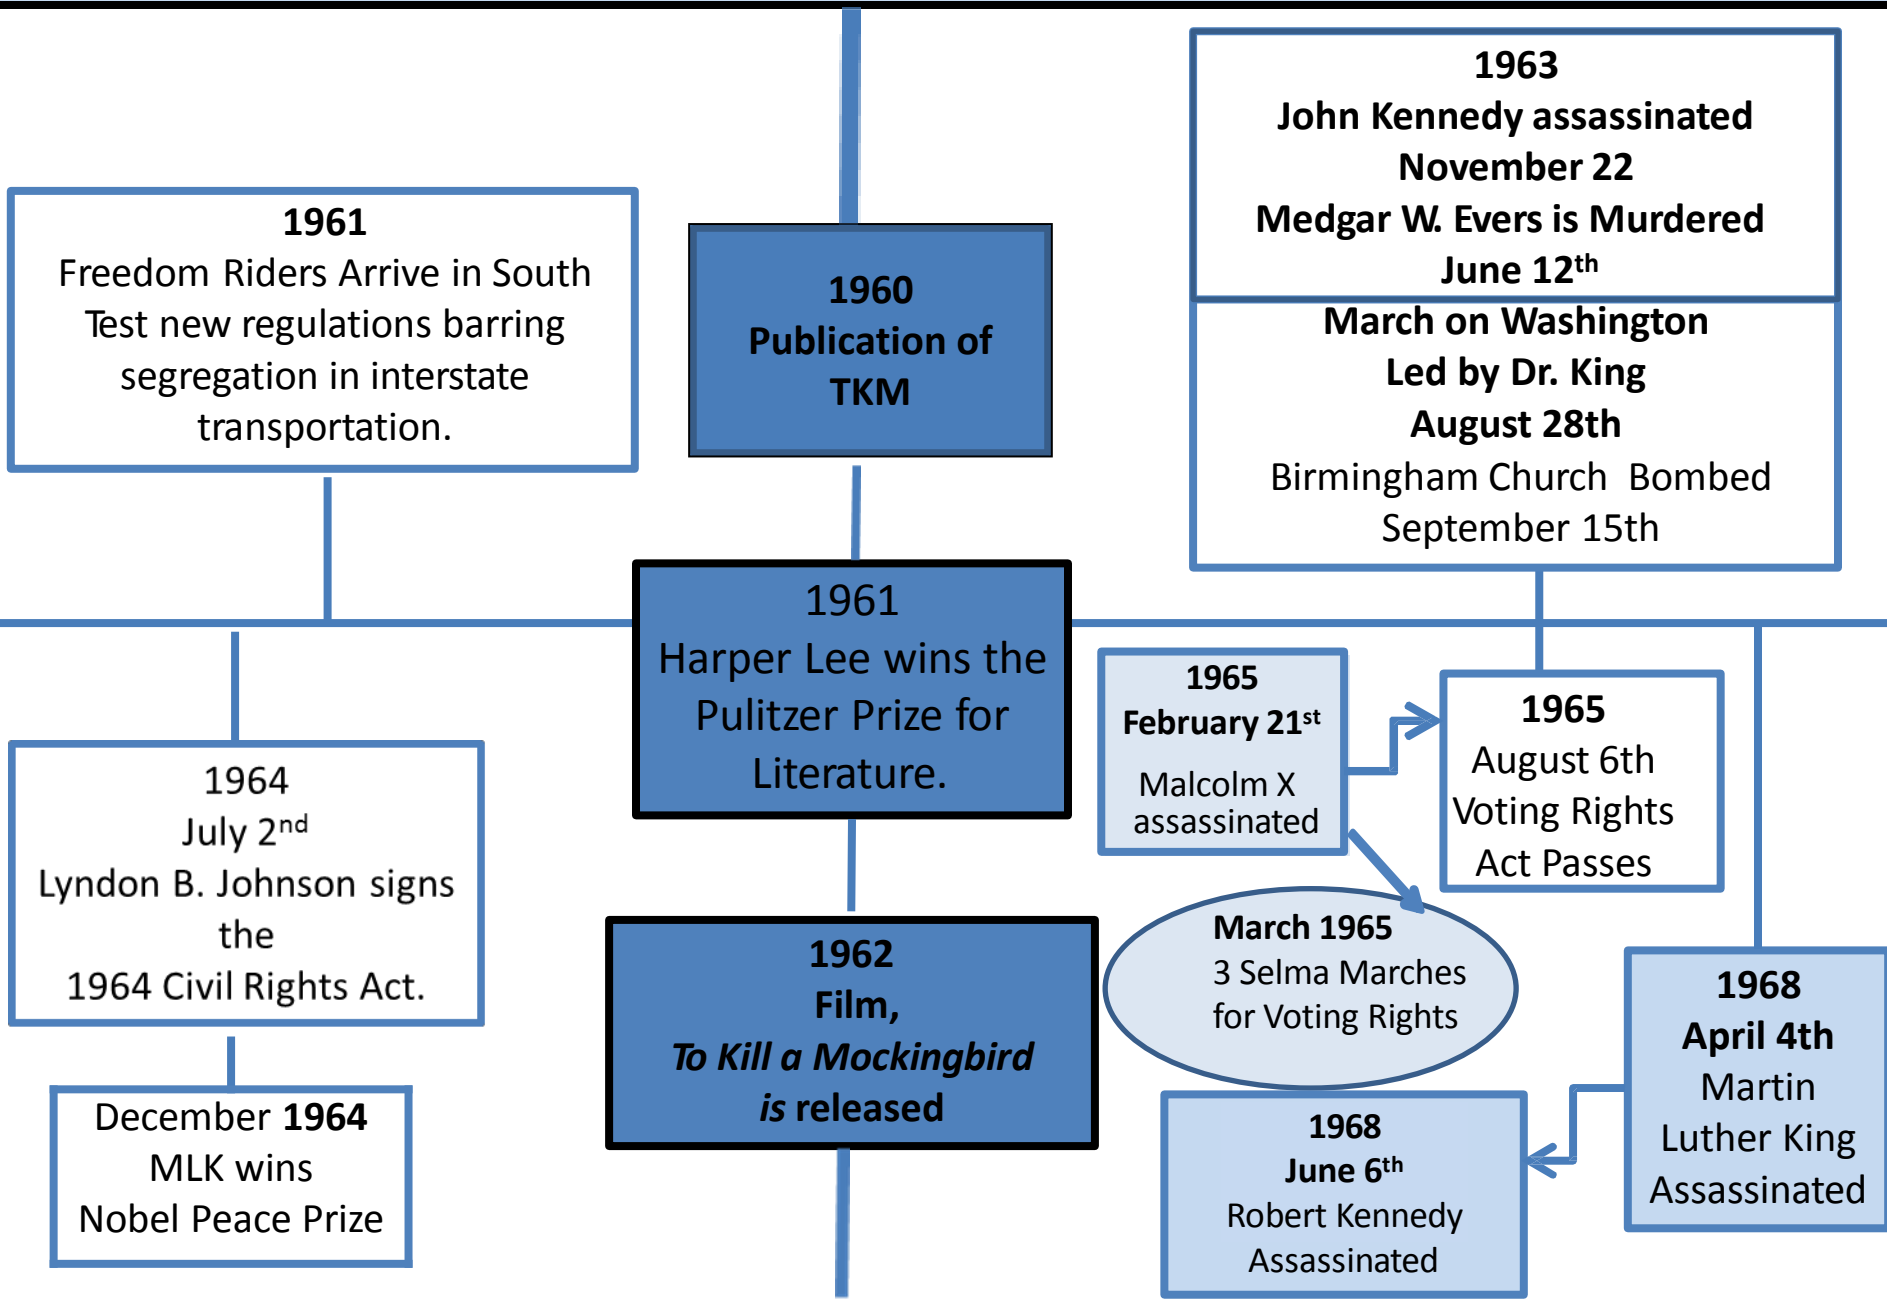 1961
Freedom Riders Arrive in South
Test new regulations barring
segregation in interstate
transportation.
1960
Publication of
TKM
1963
John Kennedy assassinated
November 22
Medgar W. Evers is Murdered
June 12th
March on Washington
Led by Dr. King
August 28th
Birmingham Church  Bombed
September 15th
1961
Harper Lee wins the
Pulitzer Prize for
Literature.
1964
July 2nd
Lyndon B. Johnson signs
the
1964 Civil Rights Act.
December 1964
MLK wins
Nobel Peace Prize
1962
Film,
To Kill a Mockingbird
is released
1965
February 21st
Malcolm X
assassinated
1965
August 6th
Voting Rights
Act Passes
March 1965
3 Selma Marches
for Voting Rights
1968
April 4th
Martin
Luther King
Assassinated
1968
June 6th
Robert Kennedy
Assassinated